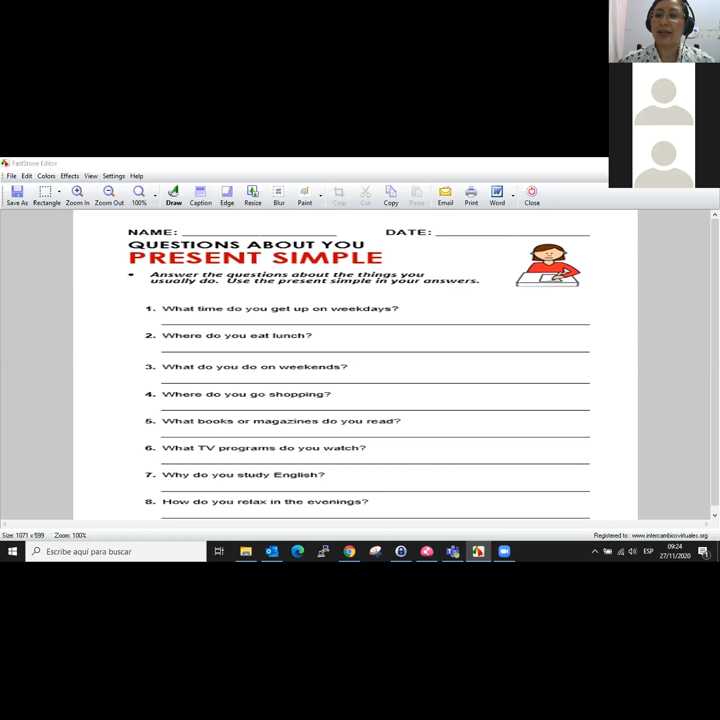 FastStone Editor
File Edit Colors Effects View Settings Help
Save As Rectangle Zoom In Zoom Out 100% Draw Caption Edge Resize Blur Paint Crop Cut Copy Paste Email Print Word Close
NAME: DATE:
QUESTIONS ABOUT YOU
PRESENT SIMPLE
• Answer the questions about the things you
usually do. Use the present simple in your answers.
1. What time do you get up on weekdays?
2. Where do you eat lunch?
3. What do you do on weekends?
4. Where do you go shopping?
5. What books or magazines do you read?
6. What TV programs do you watch?
7. Why do you study English?
8. How do you relax in the evenings?
Size: 1071 x 599 Zoom: 100% Registered to : www.intercambiosvirtuales.org
Escribe aquí para buscar ESP 09:24
27/11/2020